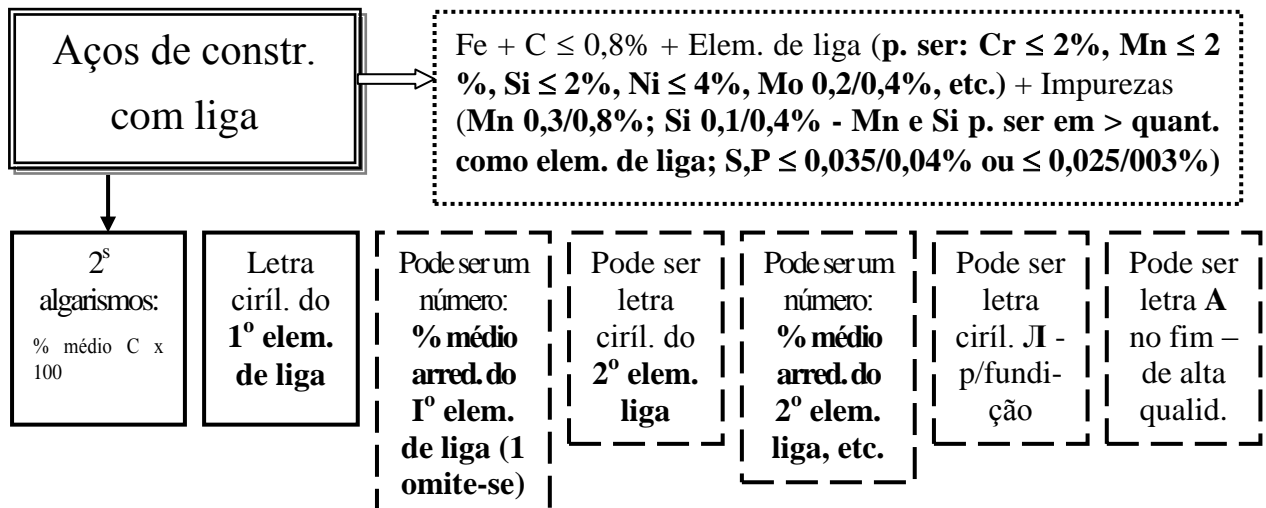 Aços de constr.
com liga
Fe + C ≤ 0,8% + Elem. de liga (p. ser: Cr ≤ 2%, Mn ≤ 2
%, Si ≤ 2%, Ni ≤ 4%, Mo 0,2/0,4%, etc.) + Impurezas
(Mn 0,3/0,8%; Si 0,1/0,4% - Mn e Si p. ser em > quant.
como elem. de liga; S,P ≤ 0,035/0,04% ou ≤ 0,025/003%)
2s
algarismos:
% médio C x
100
Letra
ciríl. do
1º elem.
de liga
Pode ser um
número:
% médio
arred. do
Iº elem.
de liga (1
omite-se)
Pode ser
letra
ciríl. do
2º elem.
liga
Pode ser um
número:
% médio
arred. do
2º elem.
liga, etc.
Pode ser
letra
ciríl. Л -
p/fundi-
ção
Pode ser
letra A
no fim –
de alta
qualid.